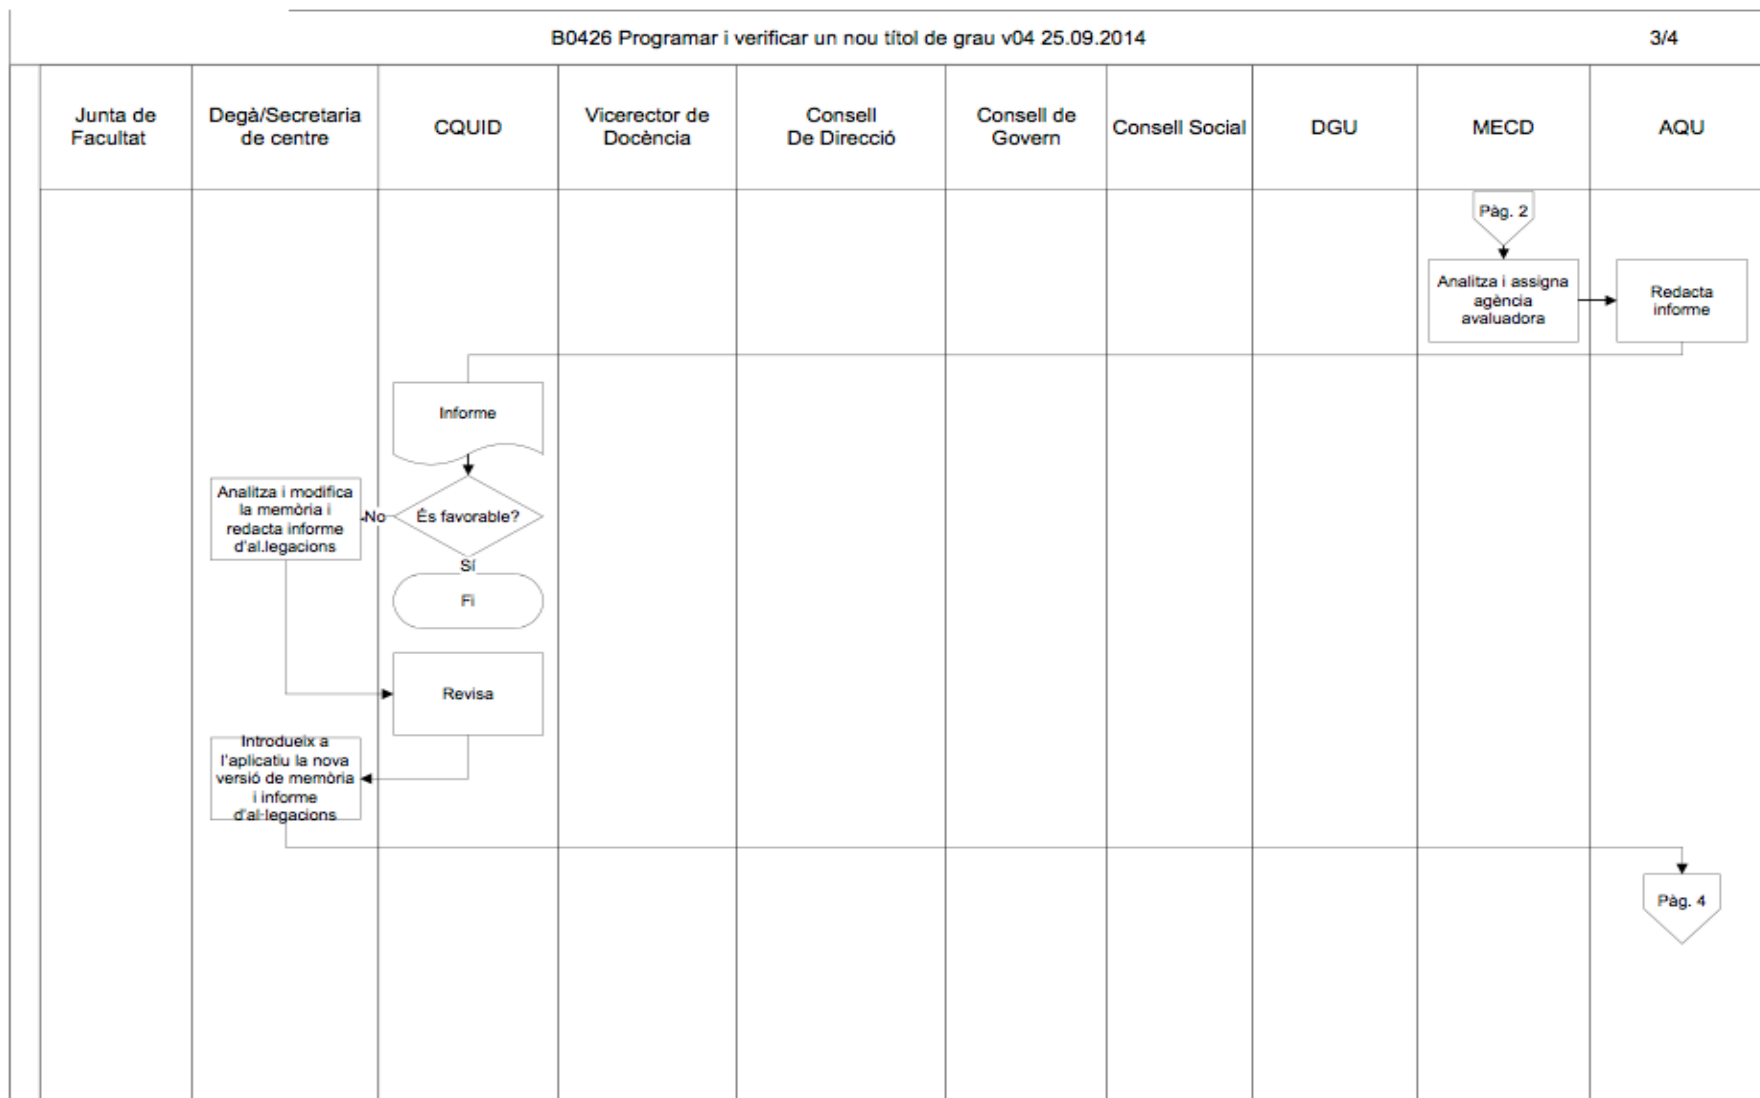 B0426 Programar i verificar un nou títol de grau v04 25.09.2014
3/4
Junta de
Facultat
Degà/Secretaria
de centre
CQUID
Vicerector de
Docència
Consell
De Direcció
Consell de
Govern
Consell Social
DGU
MECD
AQU
Pàg. 2
Analitza i assigna
agència
avaluadora
Redacta
informe
Informe
Analitza i modifica
la memòria i
redacta informe
d'al.legacions
No
És favorable?
Sí
Fi
Revisa
Introdueix a
l'aplicatiu la nova
versió de memòria
i informe
d'al·legacions
Pàg. 4